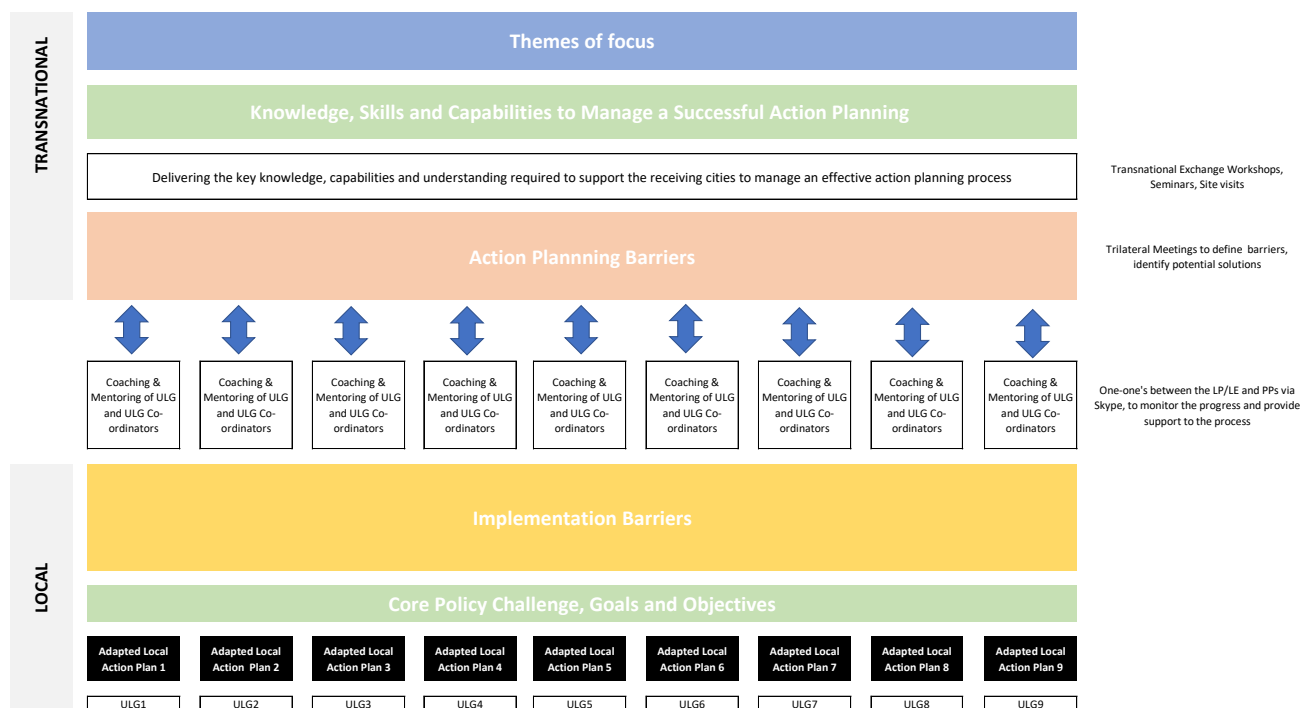 TRANSNATIONAL
Themes of focus
Knowledge, Skills and Capabilities to Manage a Successful Action Planning
Delivering the key knowledge, capabilities and understanding required to support the receiving cities to manage an effective action planning process
Transnational Exchange Workshops,
Seminars, Site visits
Action Plannning Barriers
Trilateral Meetings to define barriers,
identify potential solutions
Coaching &
Mentoring of ULG
and ULG Co-
ordinators
Coaching &
Mentoring of ULG
and ULG Co-
ordinators
Coaching &
Mentoring of ULG
and ULG Co-
ordinators
Coaching &
Mentoring of ULG
and ULG Co-
ordinators
Coaching &
Mentoring of ULG
and ULG Co-
ordinators
Coaching &
Mentoring of ULG
and ULG Co-
ordinators
Coaching &
Mentoring of ULG
and ULG Co-
ordinators
Coaching &
Mentoring of ULG
and ULG Co-
ordinators
Coaching &
Mentoring of ULG
and ULG Co-
ordinators
One-one's between the LP/LE and PPs via
Skype, to monitor the progress and provide
support to the process
LOCAL
Implementation Barriers
Core Policy Challenge, Goals and Objectives
Adapted Local
Action Plan 1
Adapted Local
Action Plan 2
Adapted Local
Action Plan 3
Adapted Local
Action Plan 4
Adapted Local
Action Plan 5
Adapted Local
Action Plan 6
Adapted Local
Action Plan 7
Adapted Local
Action Plan 8
Adapted Local
Action Plan 9
ULG1
ULG2
ULG3
ULG4
ULG5
ULG6
ULG7
ULG8
ULG9